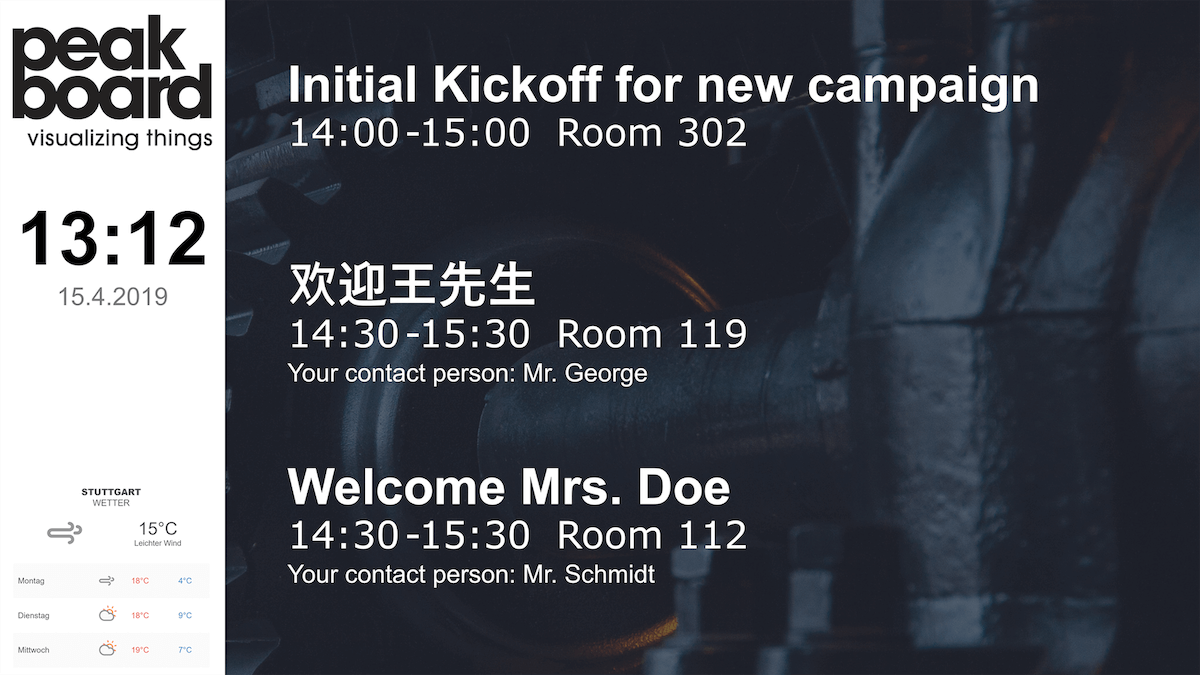 peak
board
visualizing things
13:12
15.4.2019
STUTTGART
WETTER
15°C
Leichter Wind
Montag 18°C 4°C
Dienstag 18°C 9°C
Mittwoch 19°C 7°C
Initial Kickoff for new campaign
14:00-15:00 Room 302
欢迎王先生
14:30-15:30 Room 119
Your contact person: Mr. George
Welcome Mrs. Doe
14:30-15:30 Room 112
Your contact person: Mr. Schmidt